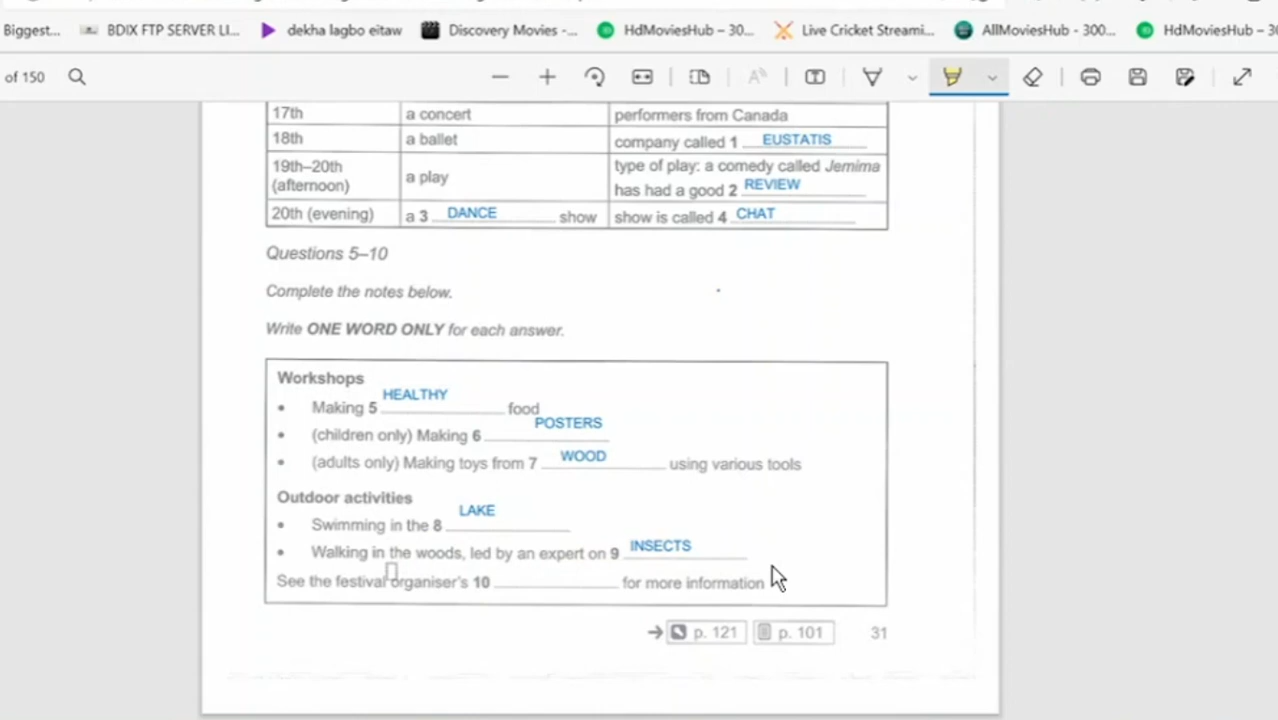 Biggest... BDIX FTP SERVER LI... dekha lagbo eitaw Discovery Movies -... HdMoviesHub – 30... Live Cricket Streami... AllMoviesHub - 300... HdMoviesHub – 30
of 150
17th a concert performers from Canada
18th a ballet company called 1 EUSTATIS
19th–20th (afternoon) a play type of play: a comedy called Jemima
has had a good 2 REVIEW
20th (evening) a 3 DANCE show show is called 4 CHAT
Questions 5–10
Complete the notes below.
Write ONE WORD ONLY for each answer.
Workshops
• Making 5 HEALTHY food
• (children only) Making 6 POSTERS
• (adults only) Making toys from 7 WOOD using various tools
Outdoor activities
• Swimming in the 8 LAKE
• Walking in the woods, led by an expert on 9 INSECTS
See the festival organiser's 10 for more information
p. 121 p. 101 31